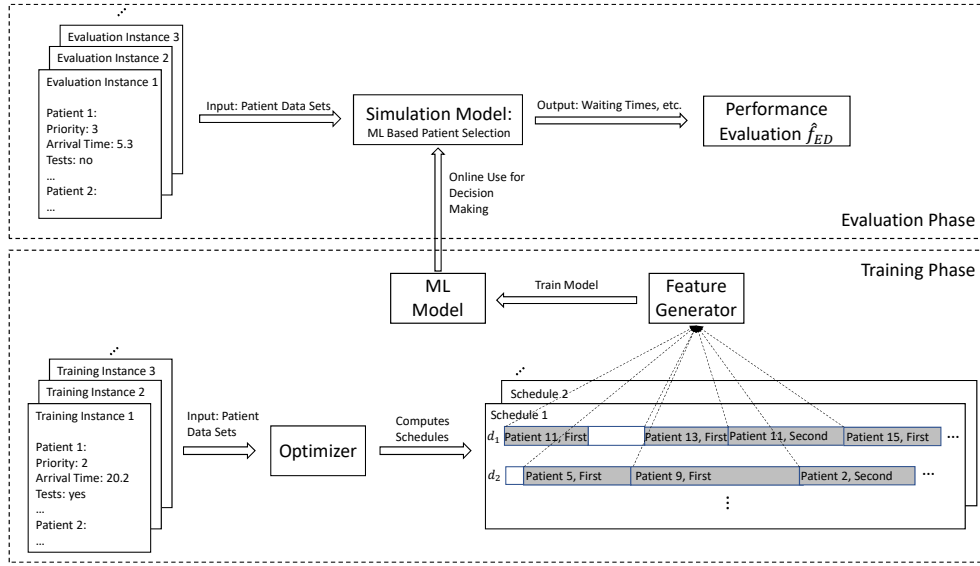 ...
Evaluation Instance 3
Evaluation Instance 2
Evaluation Instance 1
Patient 1:
Priority: 3
Arrival Time: 5.3
Tests: no
...
Patient 2:
...
Input: Patient Data Sets
Simulation Model:
ML Based Patient Selection
Output: Waiting Times, etc.
Performance
Evaluation f̂_ED
Online Use for
Decision
Making
Evaluation Phase
Training Phase
ML
Model
Train Model
Feature
Generator
...
Training Instance 3
Training Instance 2
Training Instance 1
Patient 1:
Priority: 2
Arrival Time: 20.2
Tests: yes
...
Patient 2:
...
Input: Patient
Data Sets
Optimizer
Computes
Schedules
...
Schedule 2
Schedule 1
d₁ Patient 11, First Patient 13, First Patient 11, Second Patient 15, First ...
d₂ Patient 5, First Patient 9, First Patient 2, Second ...
...